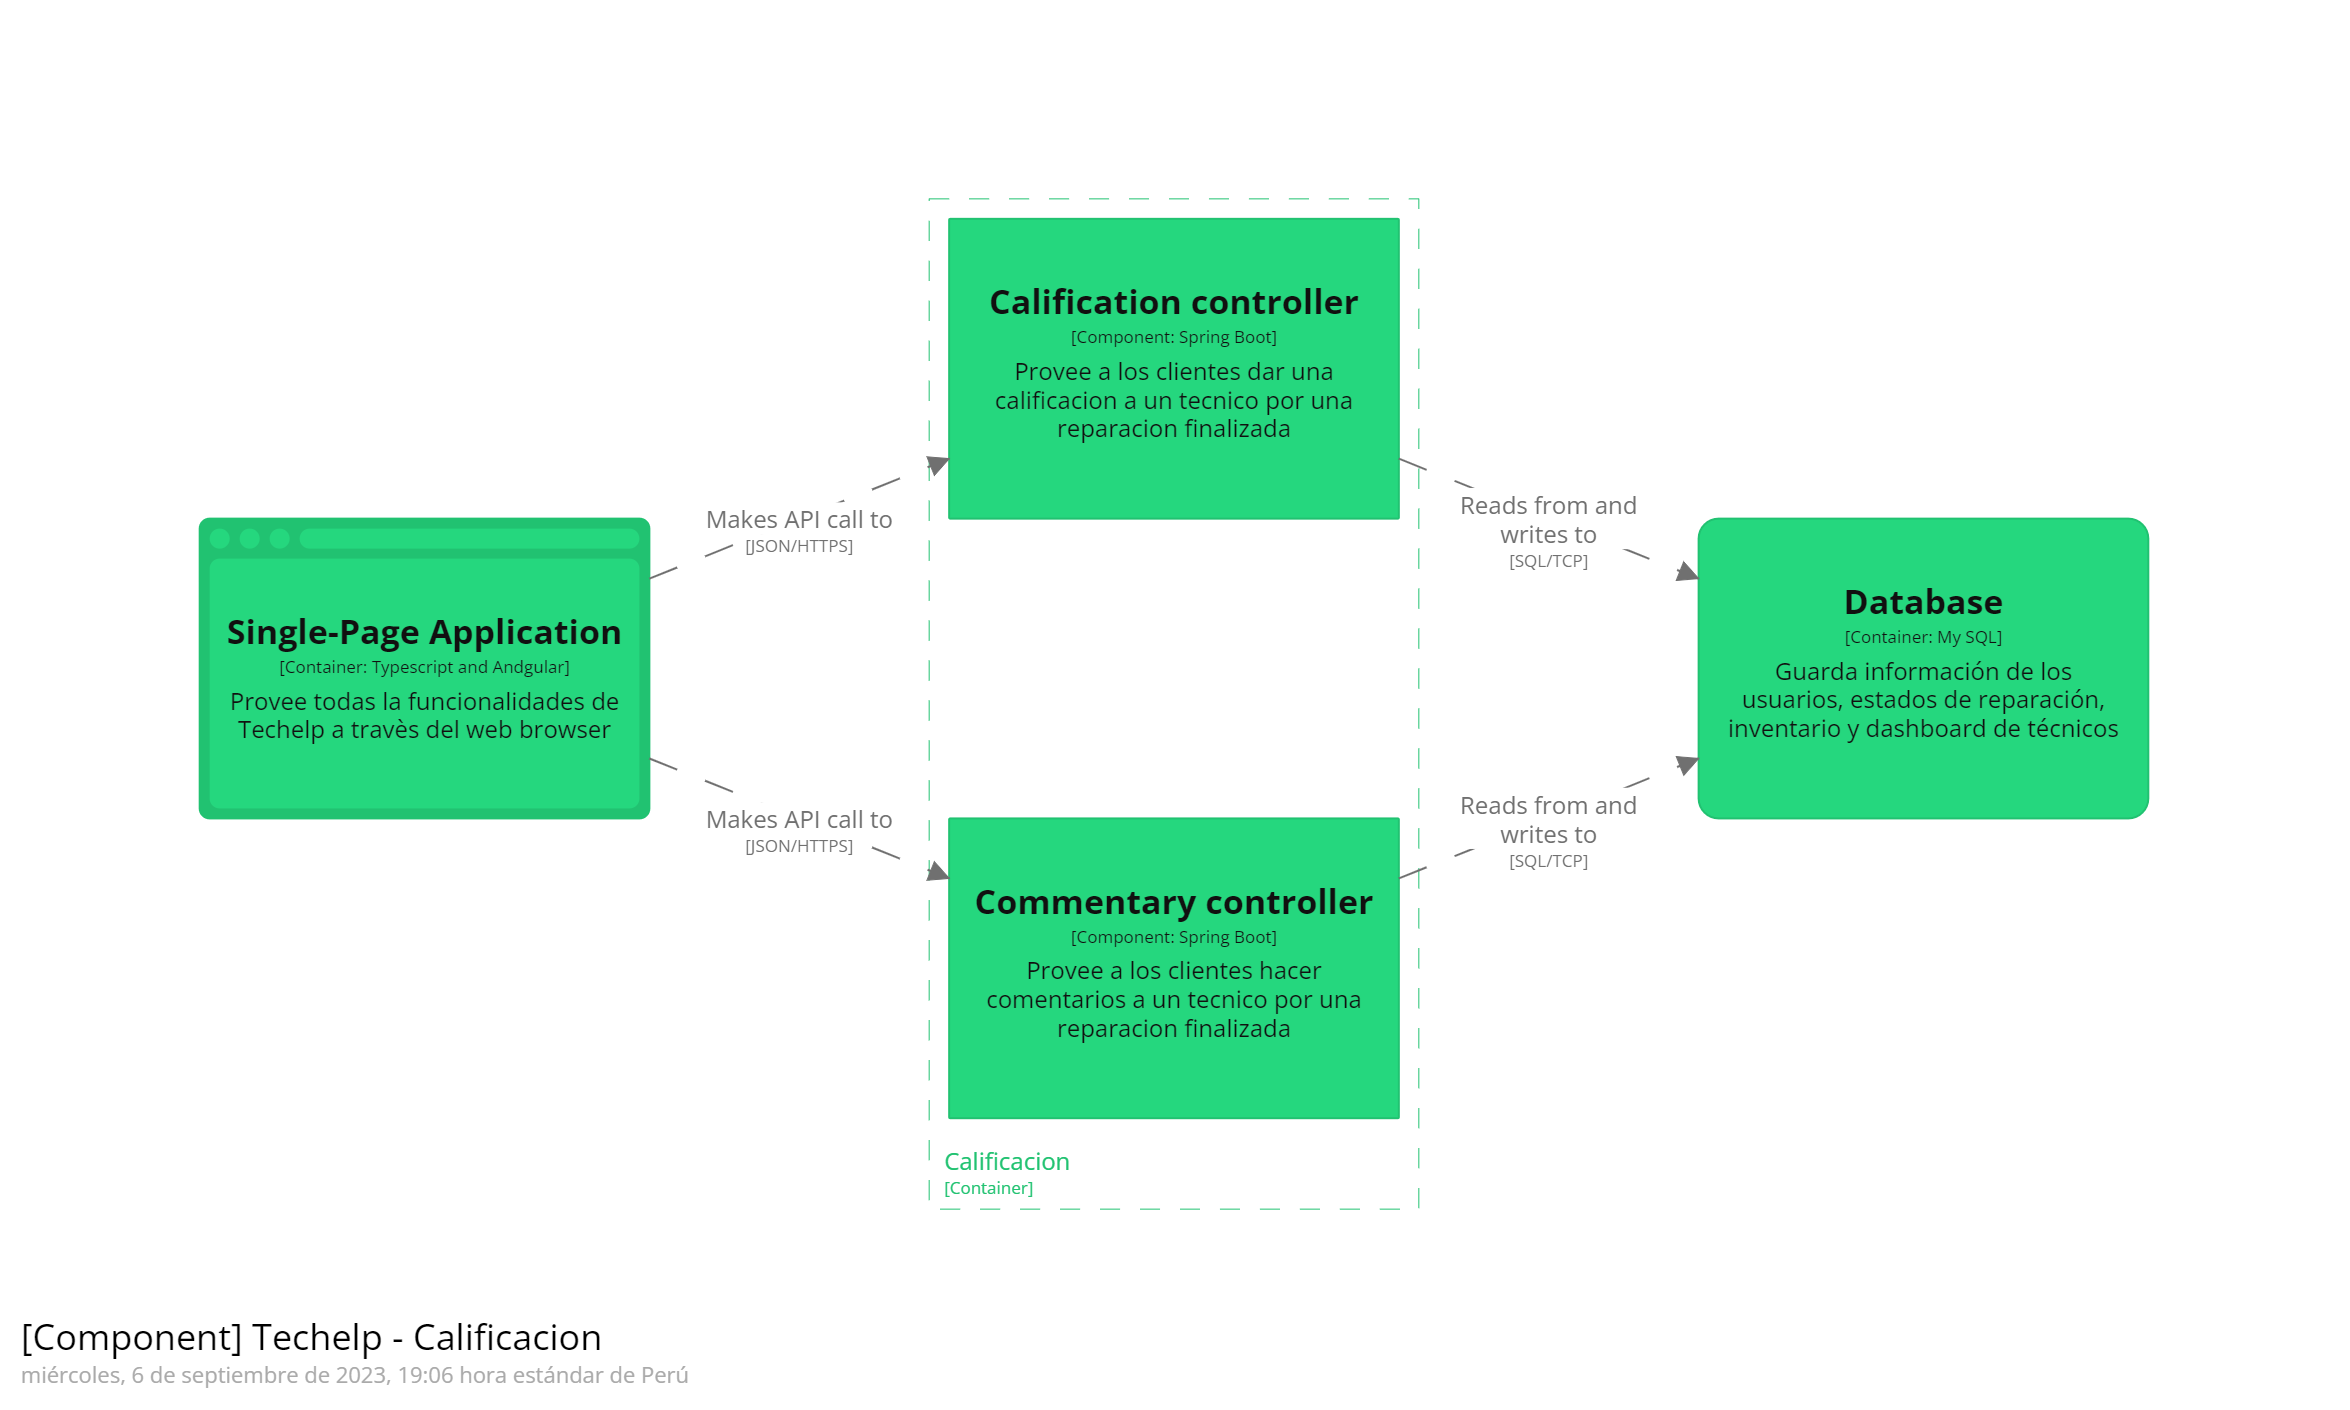 Calification controller
[Component: Spring Boot]
Provee a los clientes dar una
calificacion a un tecnico por una
reparacion finalizada
Makes API call to
[JSON/HTTPS]
Reads from and
writes to
[SQL/TCP]
Single-Page Application
[Container: Typescript and Andgular]
Provee todas la funcionalidades de
Techelp a travès del web browser
Database
[Container: My SQL]
Guarda información de los
usuarios, estados de reparación,
inventario y dashboard de técnicos
Makes API call to
[JSON/HTTPS]
Reads from and
writes to
[SQL/TCP]
Commentary controller
[Component: Spring Boot]
Provee a los clientes hacer
comentarios a un tecnico por una
reparacion finalizada
Calificacion
[Container]
[Component] Techelp - Calificacion
miércoles, 6 de septiembre de 2023, 19:06 hora estándar de Perú